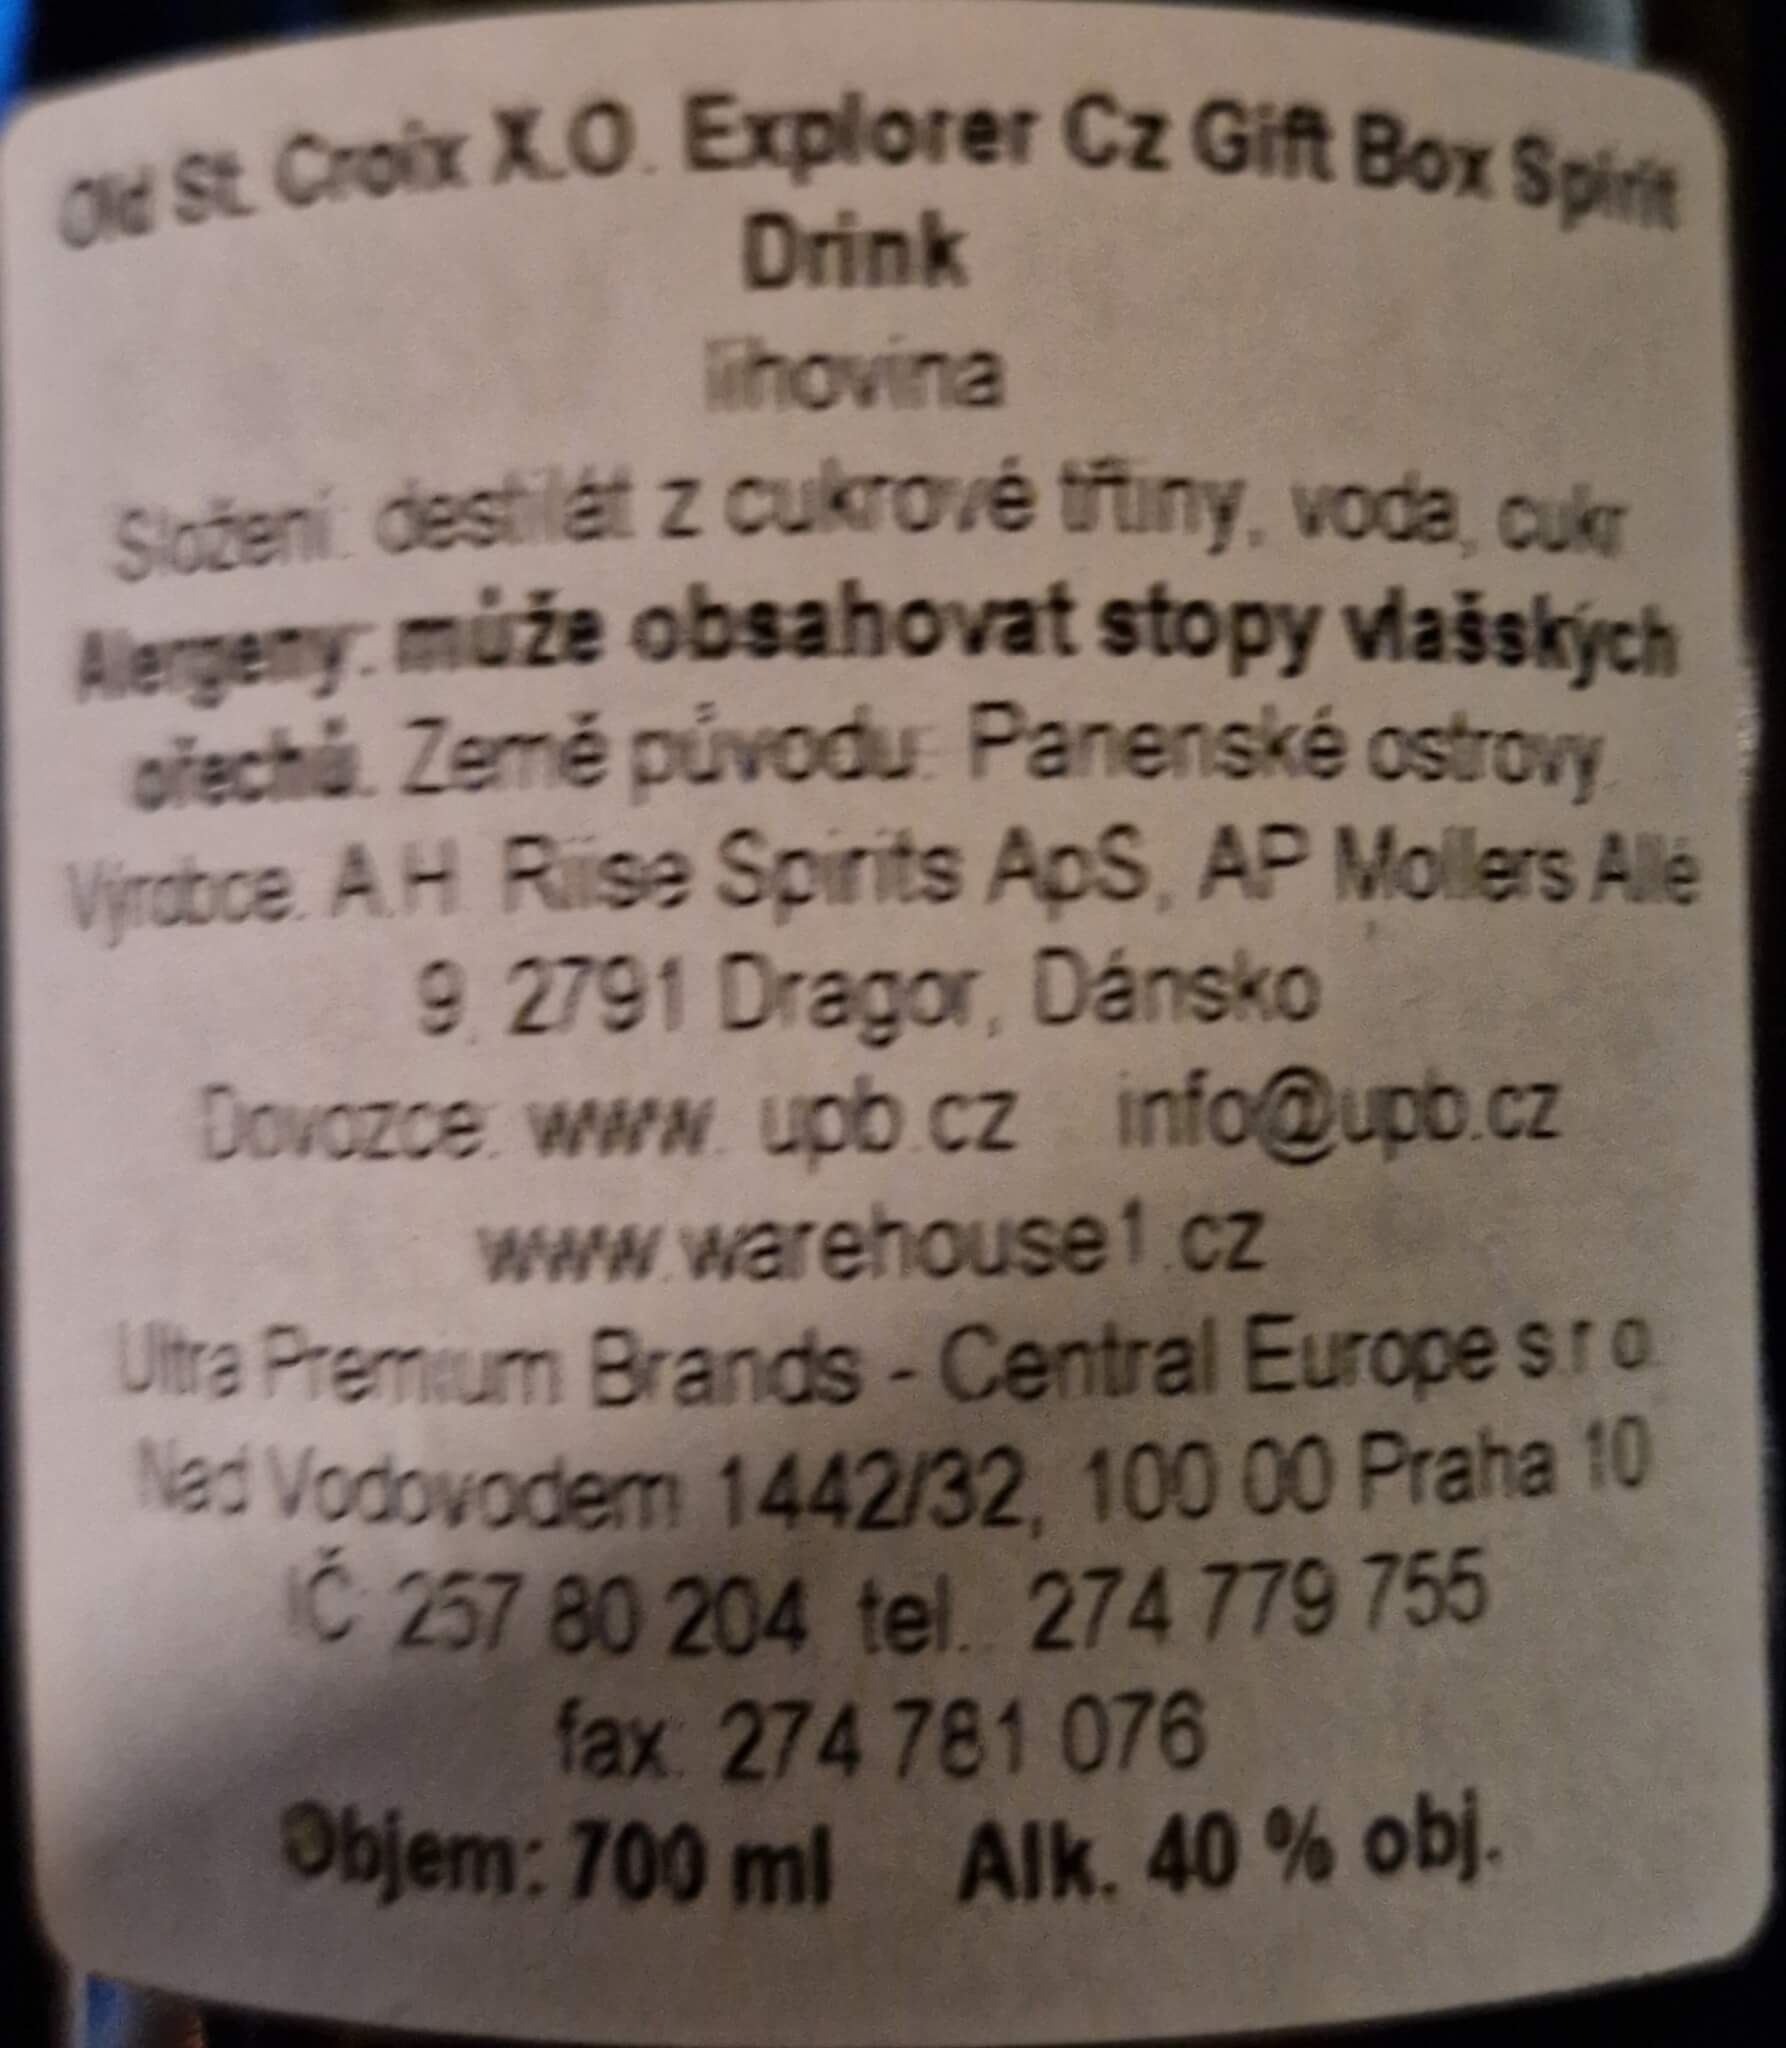 Old St. Croix X.O. Explorer Cz Gift Box Spirit
Drink
lihovina
Složení: destilát z cukrové třtiny, voda, cukr
Alergeny: může obsahovat stopy vlašských
ořechů. Země původu: Panenské ostrovy.
Výrobce: A.H. Riise Spirits ApS, AP Mollers Allé
9, 2791 Dragor, Dánsko
Dovozce: www. upb.cz info@upb.cz
www.warehouse1.cz
Ultra Premium Brands - Central Europe s.r.o.
Nad Vodovodem 1442/32, 100 00 Praha 10
IČ: 257 80 204 tel.: 274 779 755
fax: 274 781 076
Objem: 700 ml Alk. 40 % obj.